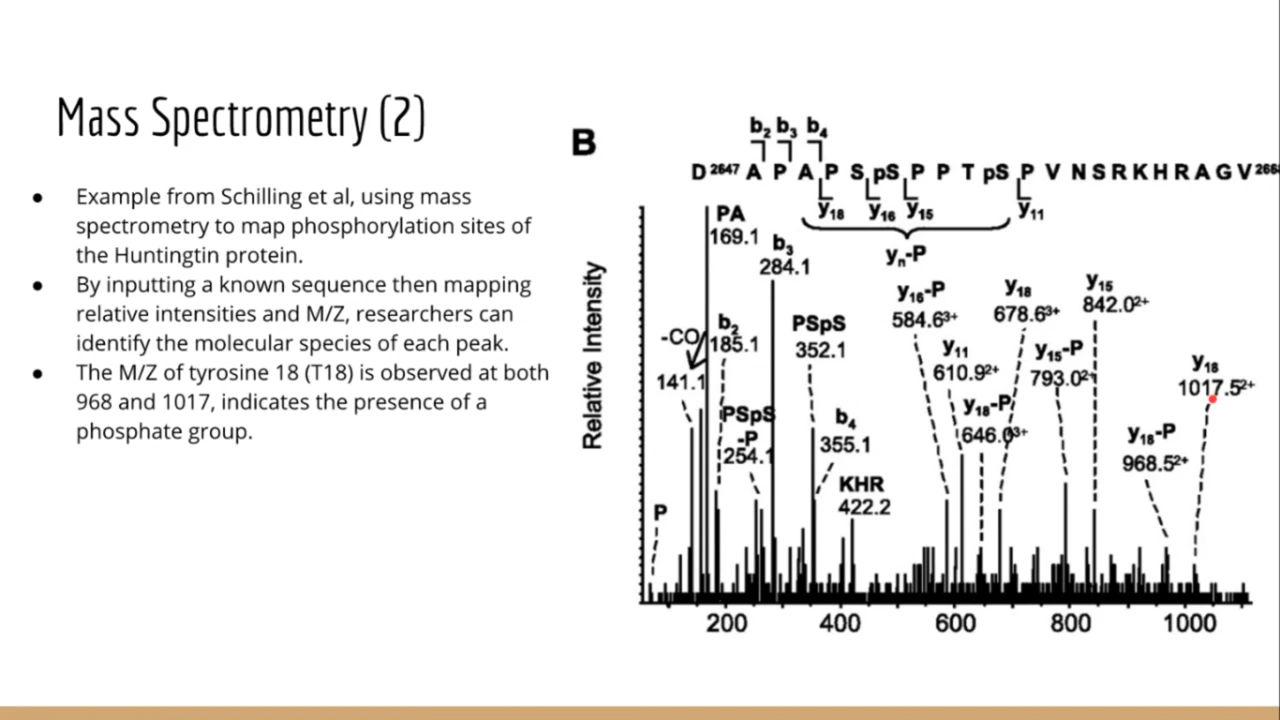 Mass Spectrometry (2)
● Example from Schilling et al, using mass
spectrometry to map phosphorylation sites of
the Huntingtin protein.
● By inputting a known sequence then mapping
relative intensities and M/Z, researchers can
identify the molecular species of each peak.
● The M/Z of tyrosine 18 (T18) is observed at both
968 and 1017, indicates the presence of a
phosphate group.
B
b₂ b₃ b₄
D 2647 A P A P S pS P P T pS P V N S R K H R A G V 266
y₁₈ y₁₆ y₁₅ y₁₁
yₙ-P
Relative Intensity
PA
169.1
b₃
284.1
-CO
141.1
b₂
185.1
PSpS
-P
254.1
PSpS
352.1
b₄
355.1
KHR
422.2
P
y₁₆-P
584.6³⁺
y₁₁
610.9²⁺
y₁₈-P
646.0³⁺
y₁₈
678.6³⁺
y₁₅-P
793.0²⁺
y₁₅
842.0²⁺
y₁₈-P
968.5²⁺
y₁₈
1017.5²⁺
200 400 600 800 1000